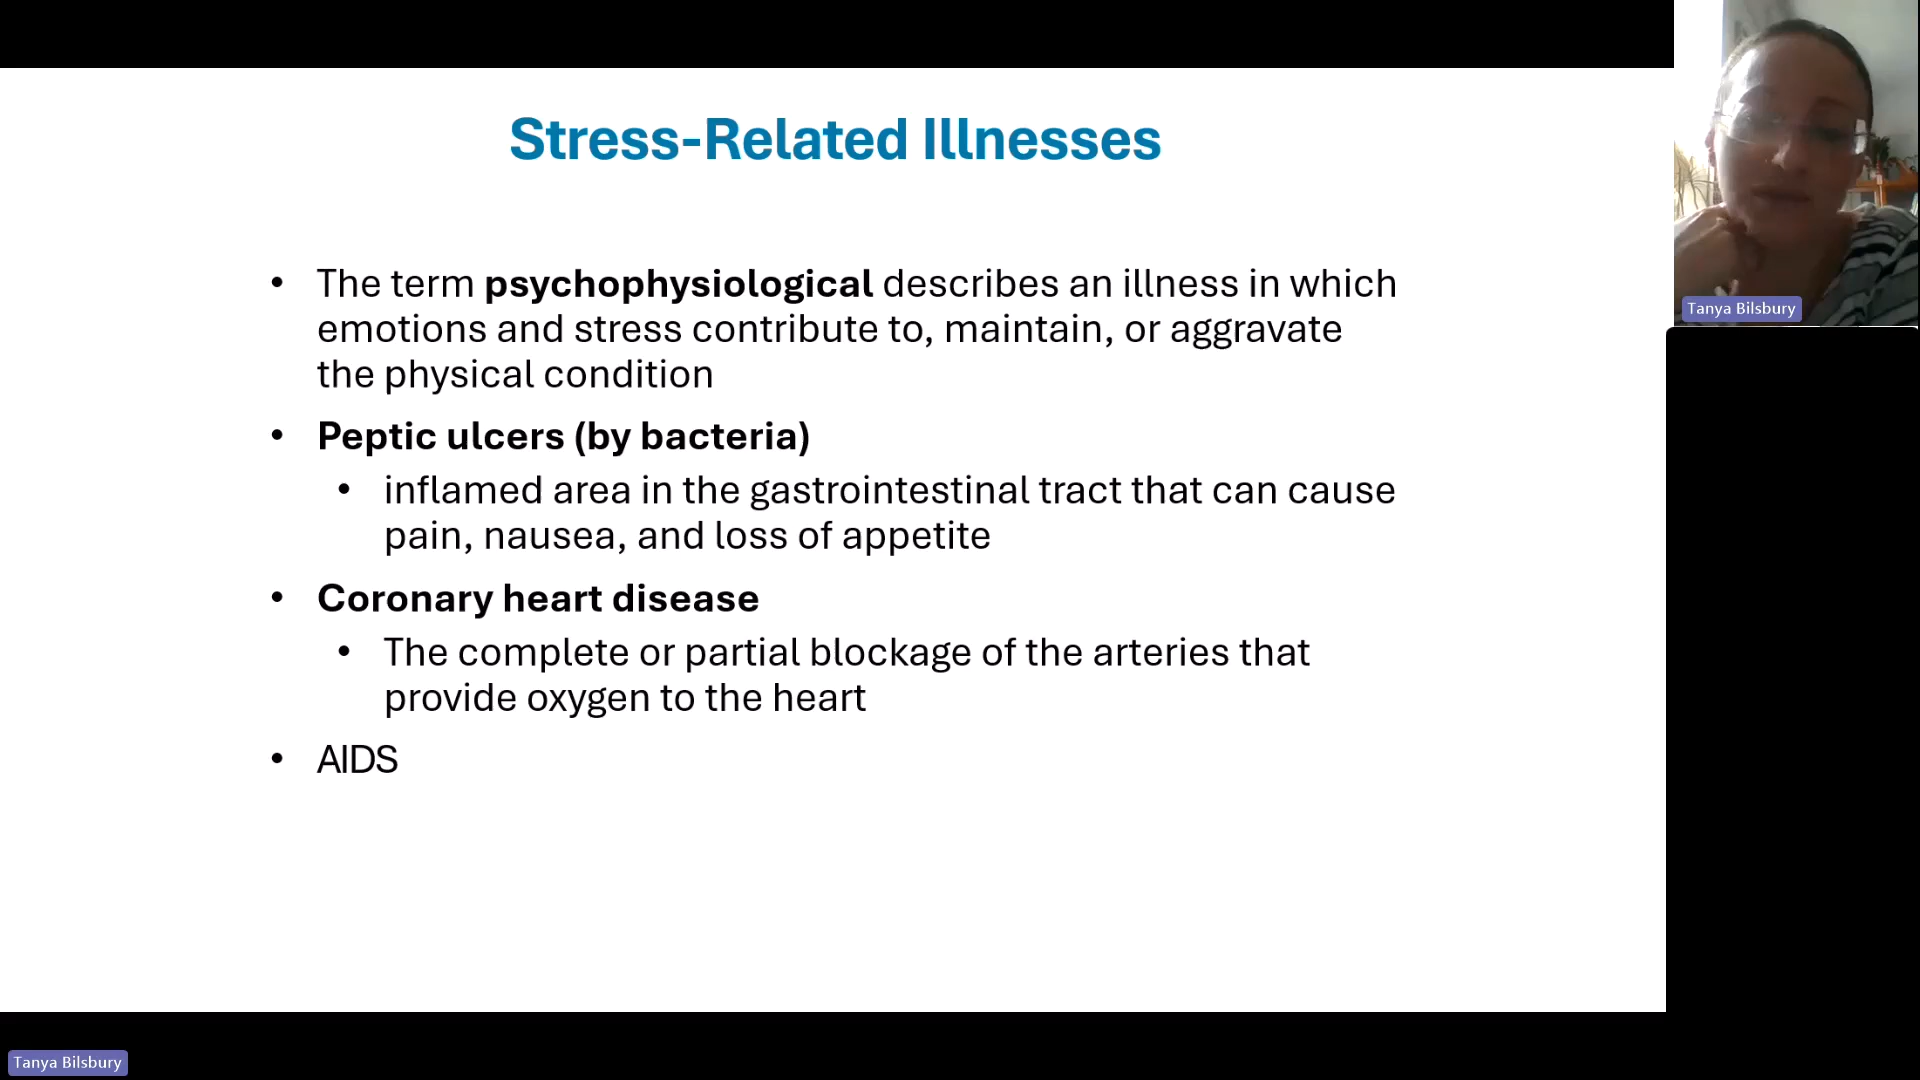 Stress-Related Illnesses
• The term psychophysiological describes an illness in which
emotions and stress contribute to, maintain, or aggravate
the physical condition
• Peptic ulcers (by bacteria)
• inflamed area in the gastrointestinal tract that can cause
pain, nausea, and loss of appetite
• Coronary heart disease
• The complete or partial blockage of the arteries that
provide oxygen to the heart
• AIDS
Tanya Bilsbury
Tanya Bilsbury